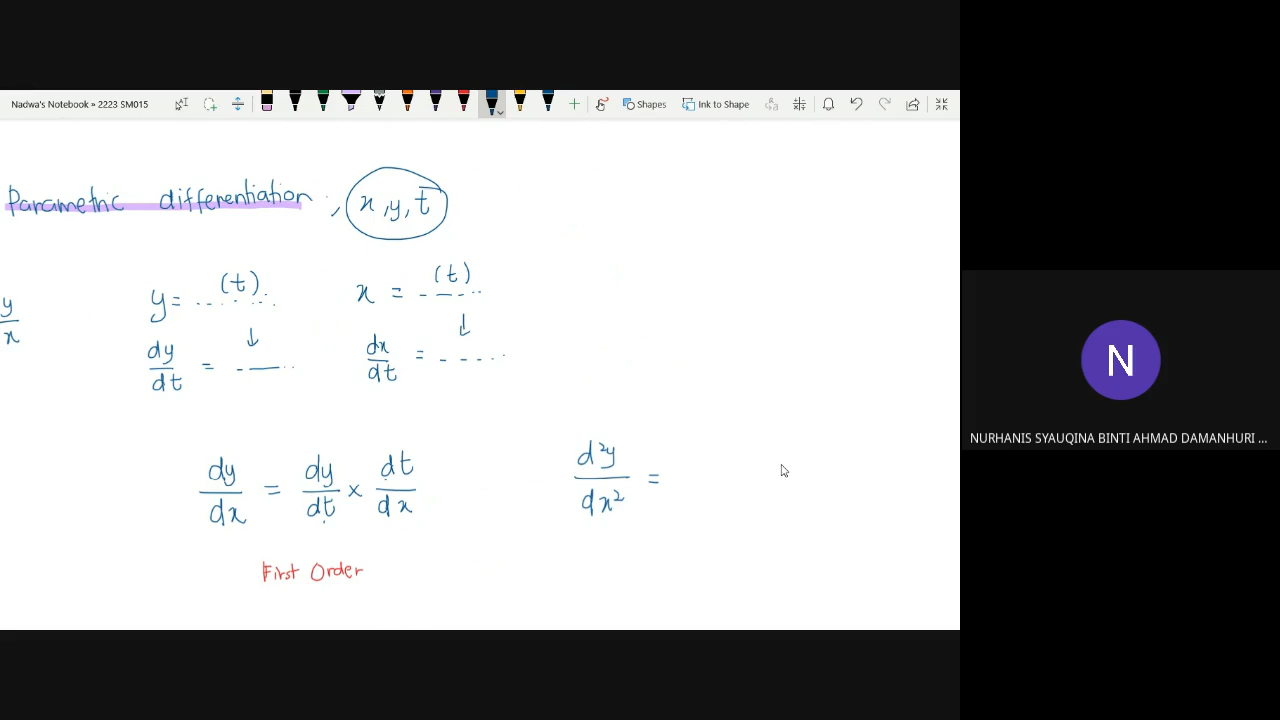 Nadwa's Notebook » 2223 SM015
Shapes
Ink to Shape
Parametric differentiation ; x, y, t
y = ........ (t)
x = ........ (t)
y
x
dy/dt = ........
dx/dt = ........
dy/dx = dy/dt × dt/dx
d²y/dx² =
First Order
N
NURHANIS SYAUQINA BINTI AHMAD DAMANHURI ...